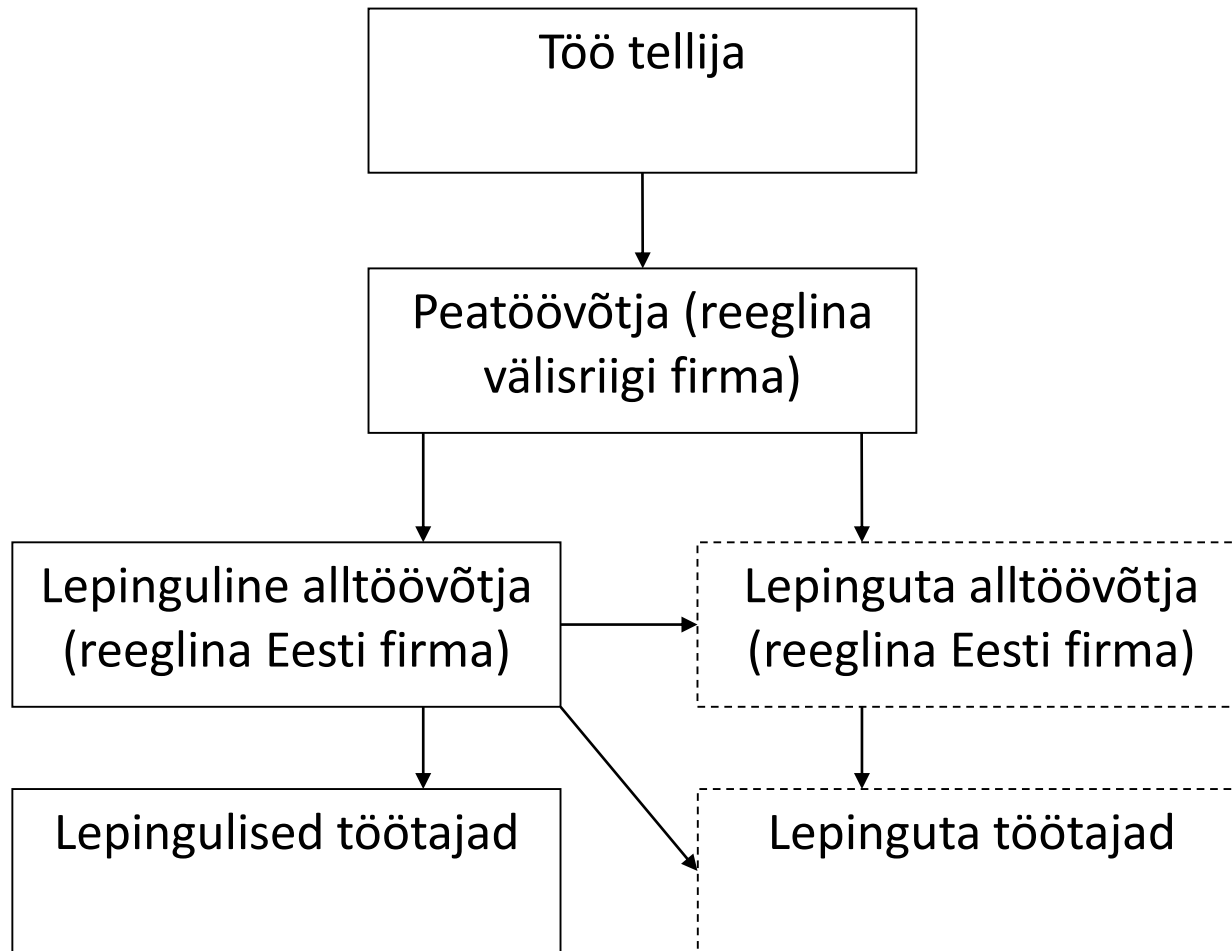 Töö tellija
Peatöövõtja (reeglina
välisriigi firma)
Lepinguline alltöövõtja
(reeglina Eesti firma)
Lepinguta alltöövõtja
(reeglina Eesti firma)
Lepingulised töötajad
Lepinguta töötajad